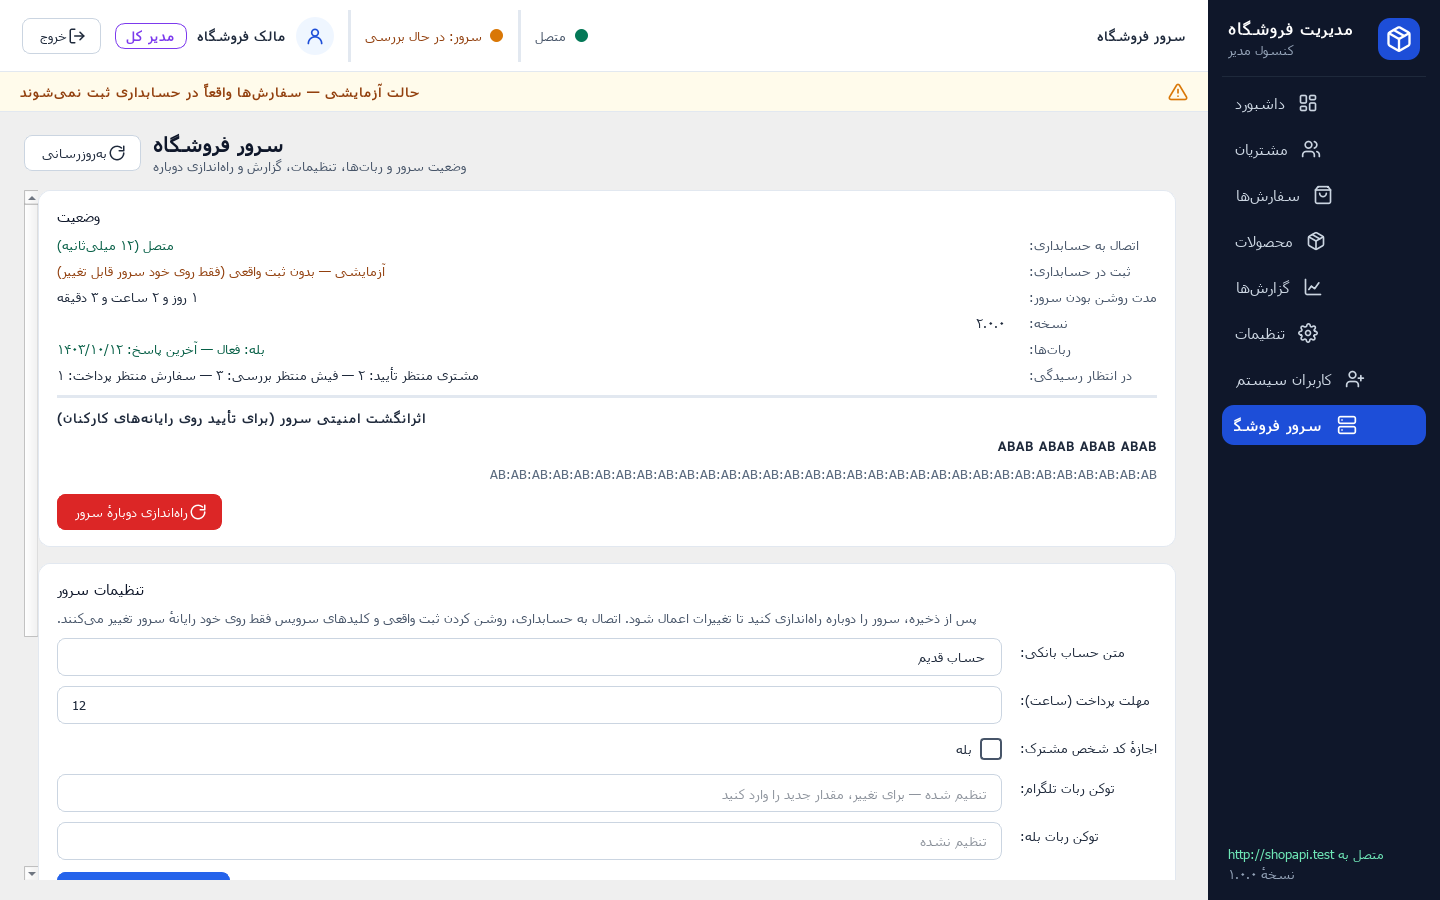 مدیریت فروشگاه
کنسول مدیر
داشبورد
مشتریان
سفارش‌ها
محصولات
گزارش‌ها
تنظیمات
کاربران سیستم
سرور فروشگ
متصل به http://shopapi.test
نسخهٔ ۱.۰.۰
سرور فروشگاه
متصل
سرور: در حال بررسی
مالک فروشگاه
مدیر کل
خروج
حالت آزمایشی — سفارش‌ها واقعاً در حسابداری ثبت نمی‌شوند
سرور فروشگاه
وضعیت سرور و ربات‌ها، تنظیمات، گزارش و راه‌اندازی دوباره
به‌روزرسانی
وضعیت
اتصال به حسابداری: متصل (۱۲ میلی‌ثانیه)
ثبت در حسابداری: آزمایشی — بدون ثبت واقعی (فقط روی خود سرور قابل تغییر)
مدت روشن بودن سرور: ۱ روز و ۲ ساعت و ۳ دقیقه
نسخه: ۲.۰.۰
ربات‌ها: بله: فعال — آخرین پاسخ: ۱۴۰۳/۱۰/۱۲
در انتظار رسیدگی: مشتری منتظر تأیید: ۲ — فیش منتظر بررسی: ۳ — سفارش منتظر پرداخت: ۱
اثرانگشت امنیتی سرور (برای تأیید روی رایانه‌های کارکنان)
ABAB ABAB ABAB ABAB
AB:AB:AB:AB:AB:AB:AB:AB:AB:AB:AB:AB:AB:AB:AB:AB:AB:AB:AB:AB:AB:AB:AB:AB:AB:AB:AB:AB:AB:AB:AB:AB
راه‌اندازی دوبارهٔ سرور
تنظیمات سرور
پس از ذخیره، سرور را دوباره راه‌اندازی کنید تا تغییرات اعمال شود. اتصال به حسابداری، روشن کردن ثبت واقعی و کلیدهای سرویس فقط روی خود رایانهٔ سرور تغییر می‌کنند.
متن حساب بانکی: حساب قدیم
مهلت پرداخت (ساعت): 12
اجازهٔ کد شخص مشترک: بله
توکن ربات تلگرام: تنظیم شده — برای تغییر، مقدار جدید را وارد کنید
توکن ربات بله: تنظیم نشده